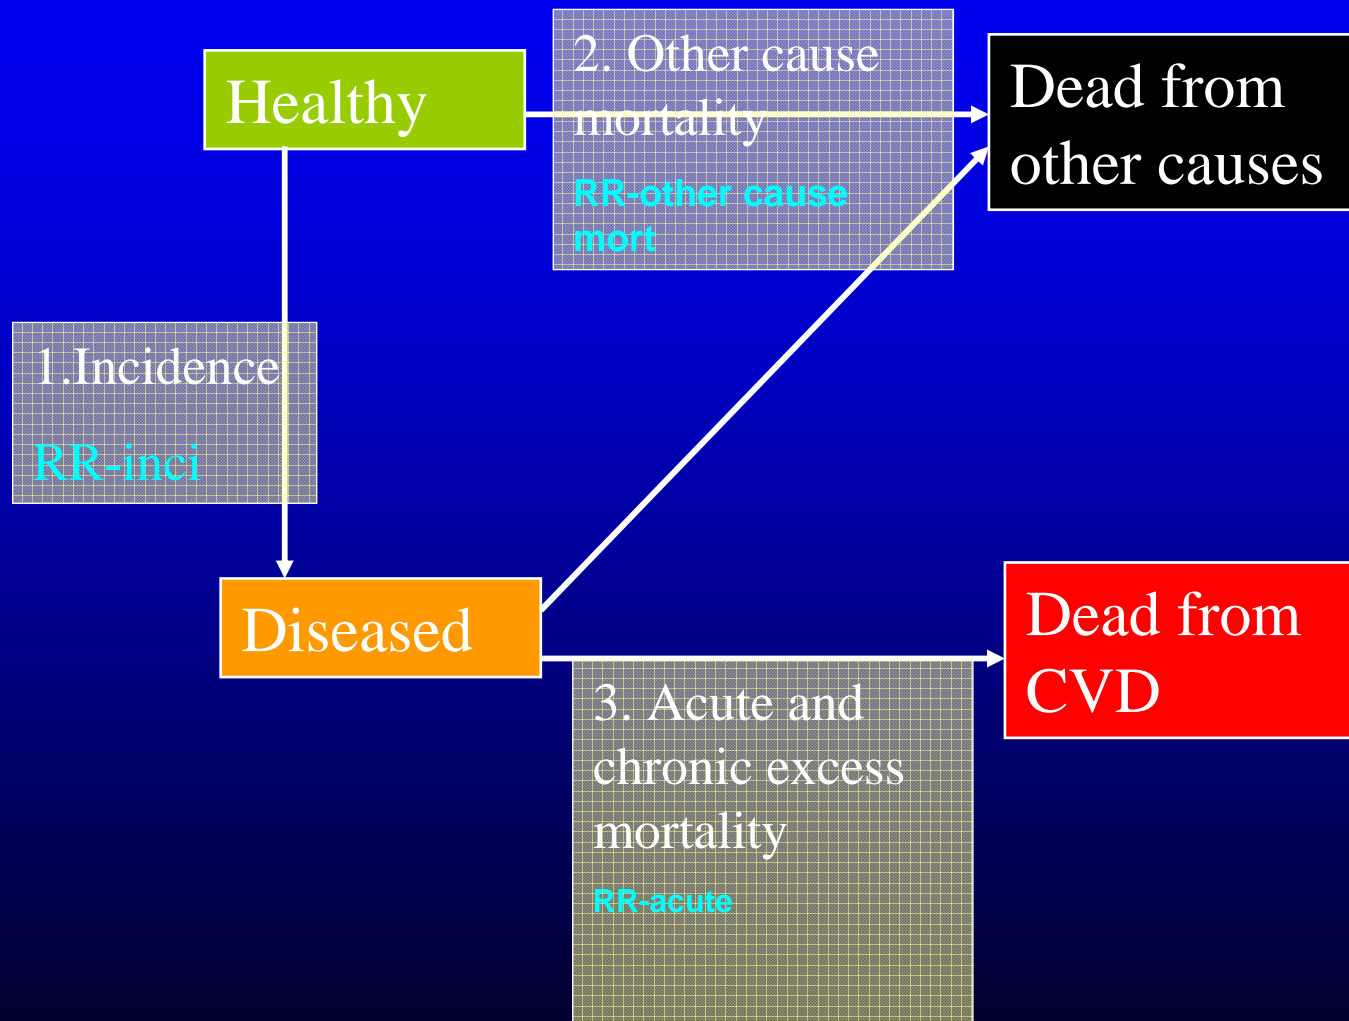 Healthy
2. Other cause
mortality
RR-other cause
mort
Dead from
other causes
1.Incidence
RR-inci
Diseased
3. Acute and
chronic excess
mortality
RR-acute
Dead from
CVD